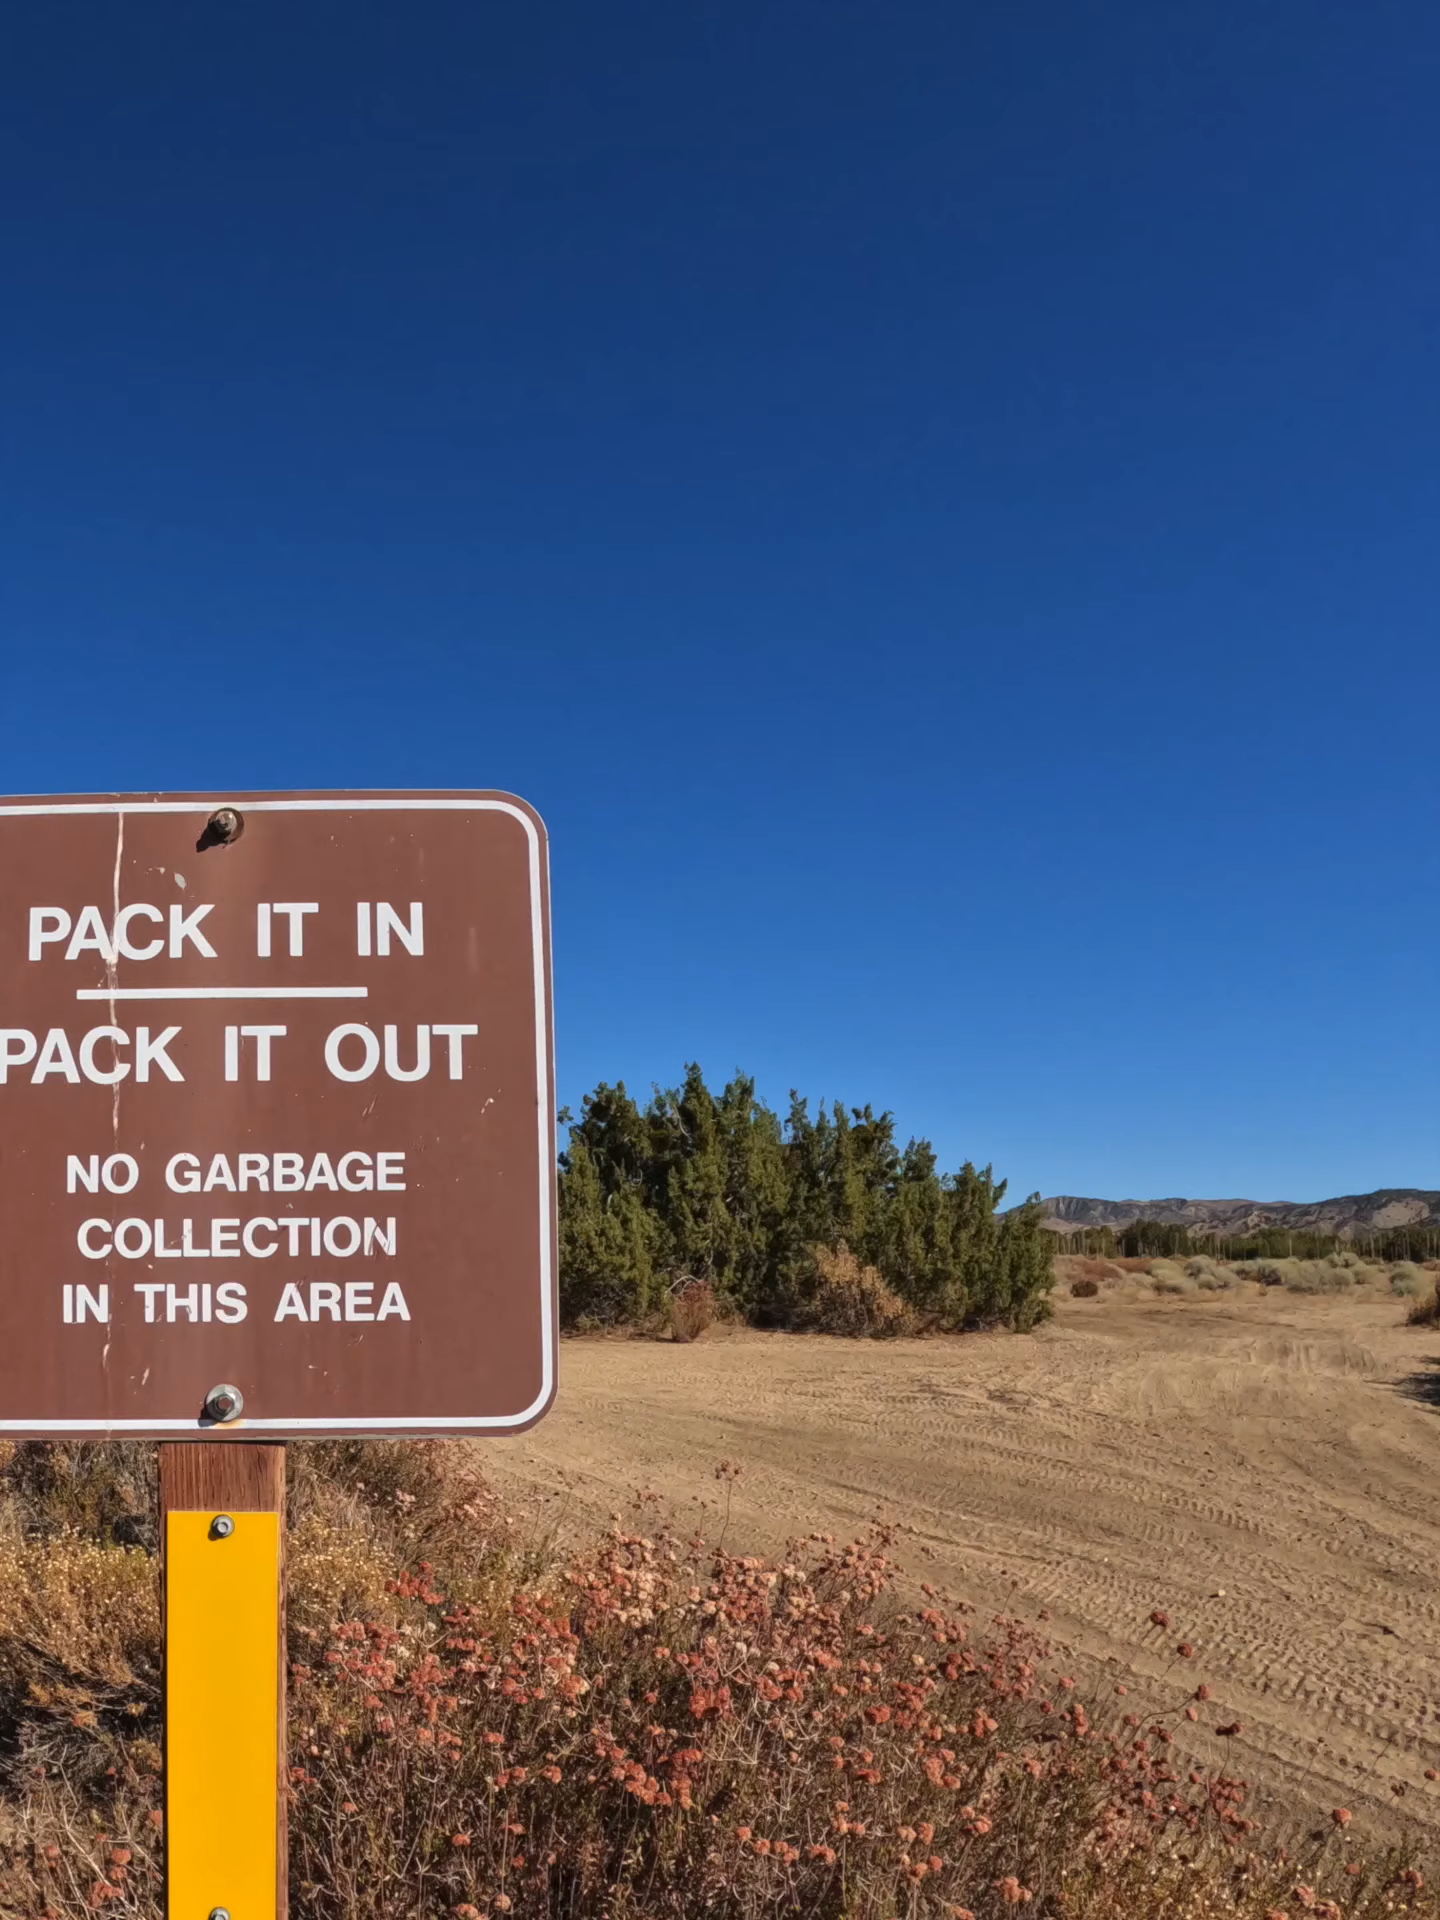 PACK IT IN
PACK IT OUT
NO GARBAGE
COLLECTION
IN THIS AREA